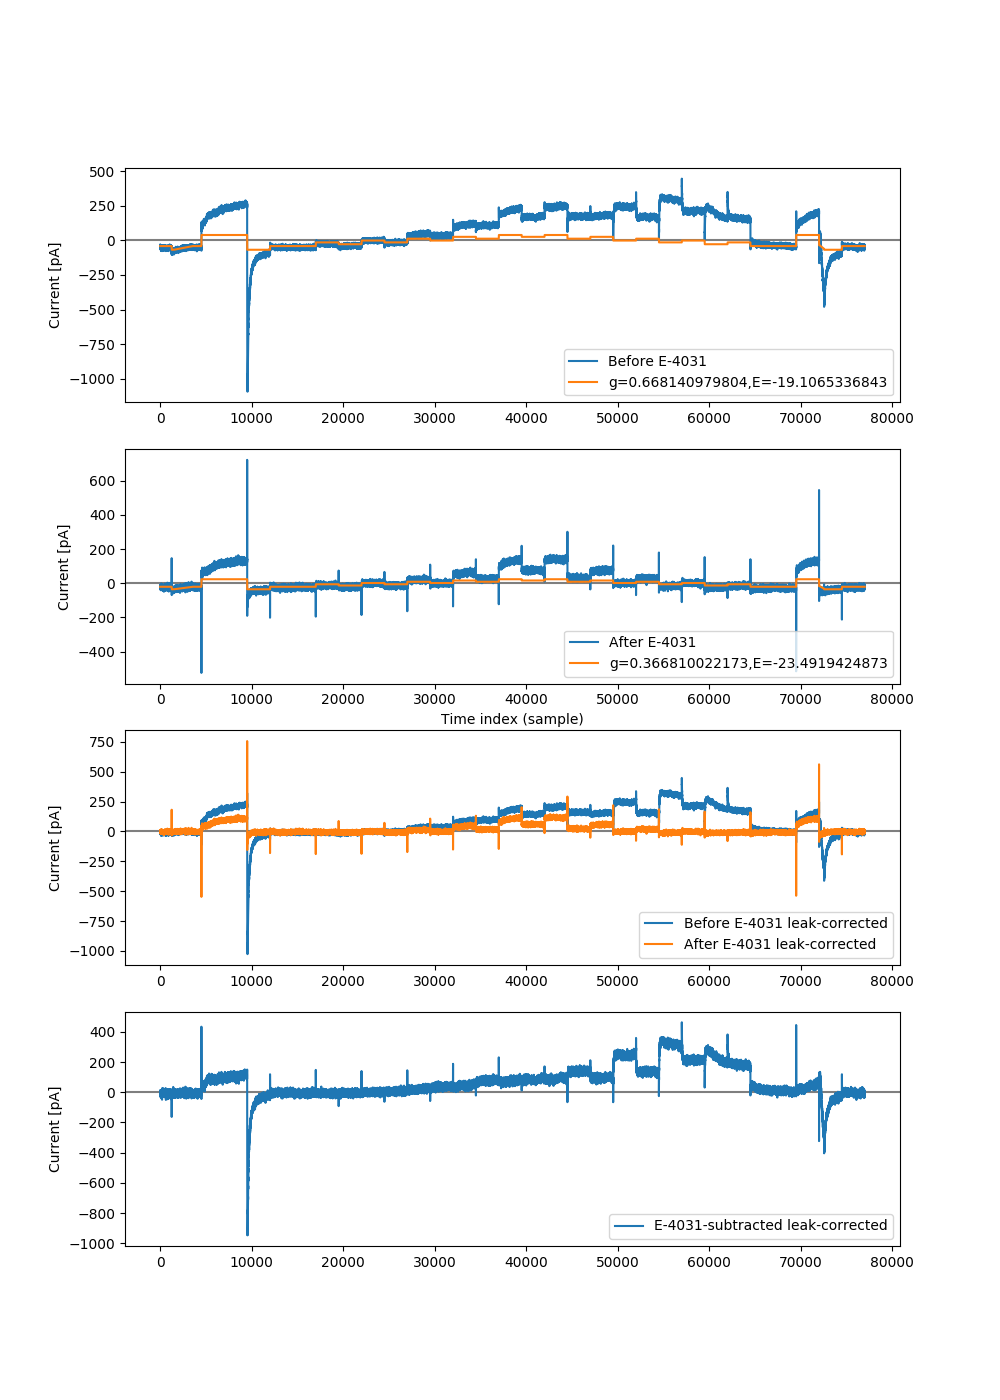 500
250
0
−250
−500
−750
−1000
Current [pA]
Before E-4031
g=0.668140979804,E=-19.1065336843
0 10000 20000 30000 40000 50000 60000 70000 80000
600
400
200
0
−200
−400
Current [pA]
After E-4031
g=0.366810022173,E=-23.4919424873
0 10000 20000 30000 40000 50000 60000 70000 80000
Time index (sample)
750
500
250
0
−250
−500
−750
−1000
Current [pA]
Before E-4031 leak-corrected
After E-4031 leak-corrected
0 10000 20000 30000 40000 50000 60000 70000 80000
400
200
0
−200
−400
−600
−800
−1000
Current [pA]
E-4031-subtracted leak-corrected
0 10000 20000 30000 40000 50000 60000 70000 80000